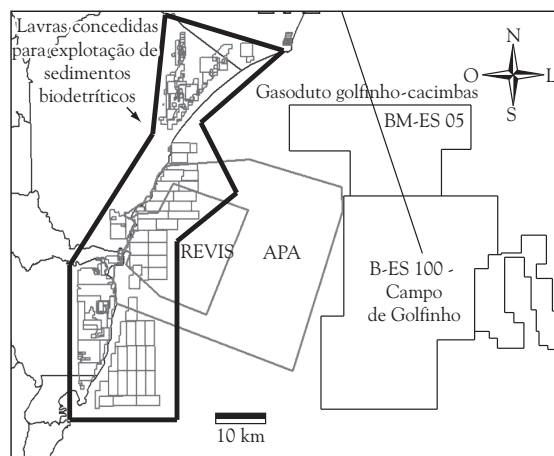 Lavras concedidas
para explotação de
sedimentos
biodetríticos
N
O
L
S
Gasoduto golfinho-cacimbas
BM-ES 05
REVIS
APA
B-ES 100 -
Campo
de Golfinho
10 km